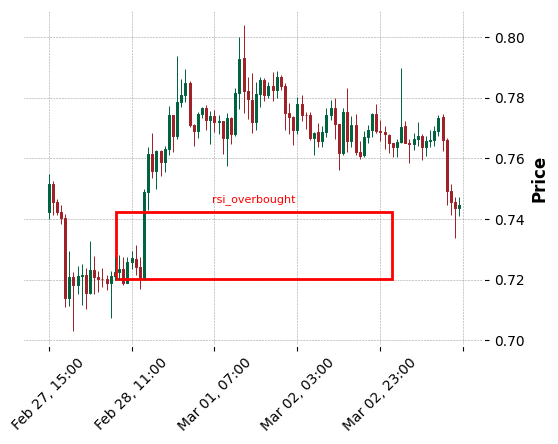 0.80
0.78
0.76
0.74
0.72
0.70
Price
rsi_overbought
Feb 27, 15:00
Feb 28, 11:00
Mar 01, 07:00
Mar 02, 03:00
Mar 02, 23:00